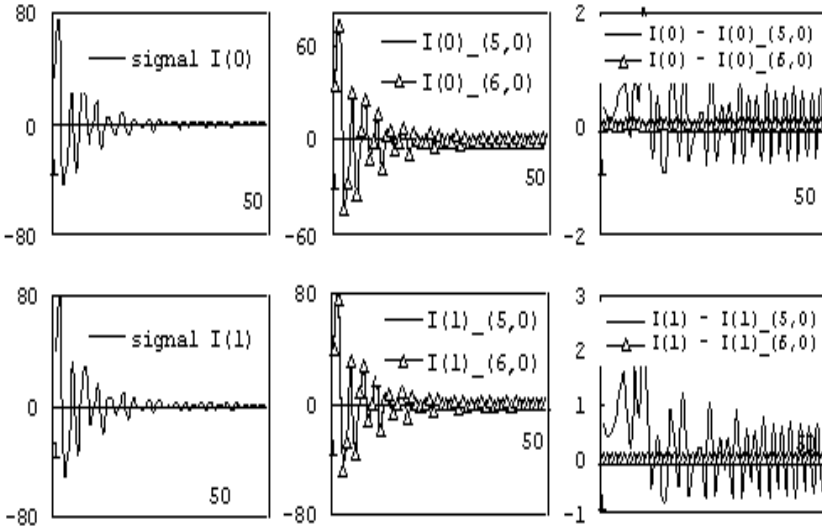 80
signal I(0)
0
50
-80
60
I(0)_(5,0)
I(0)_(6,0)
0
50
-60
2
I(0) - I(0)_(5,0)
I(0) - I(0)_(6,0)
0
50
-2
80
signal I(1)
0
50
-80
80
I(1)_(5,0)
I(1)_(6,0)
0
50
-80
3
I(1) - I(1)_(5,0)
I(1) - I(1)_(6,0)
2
1
0
-1